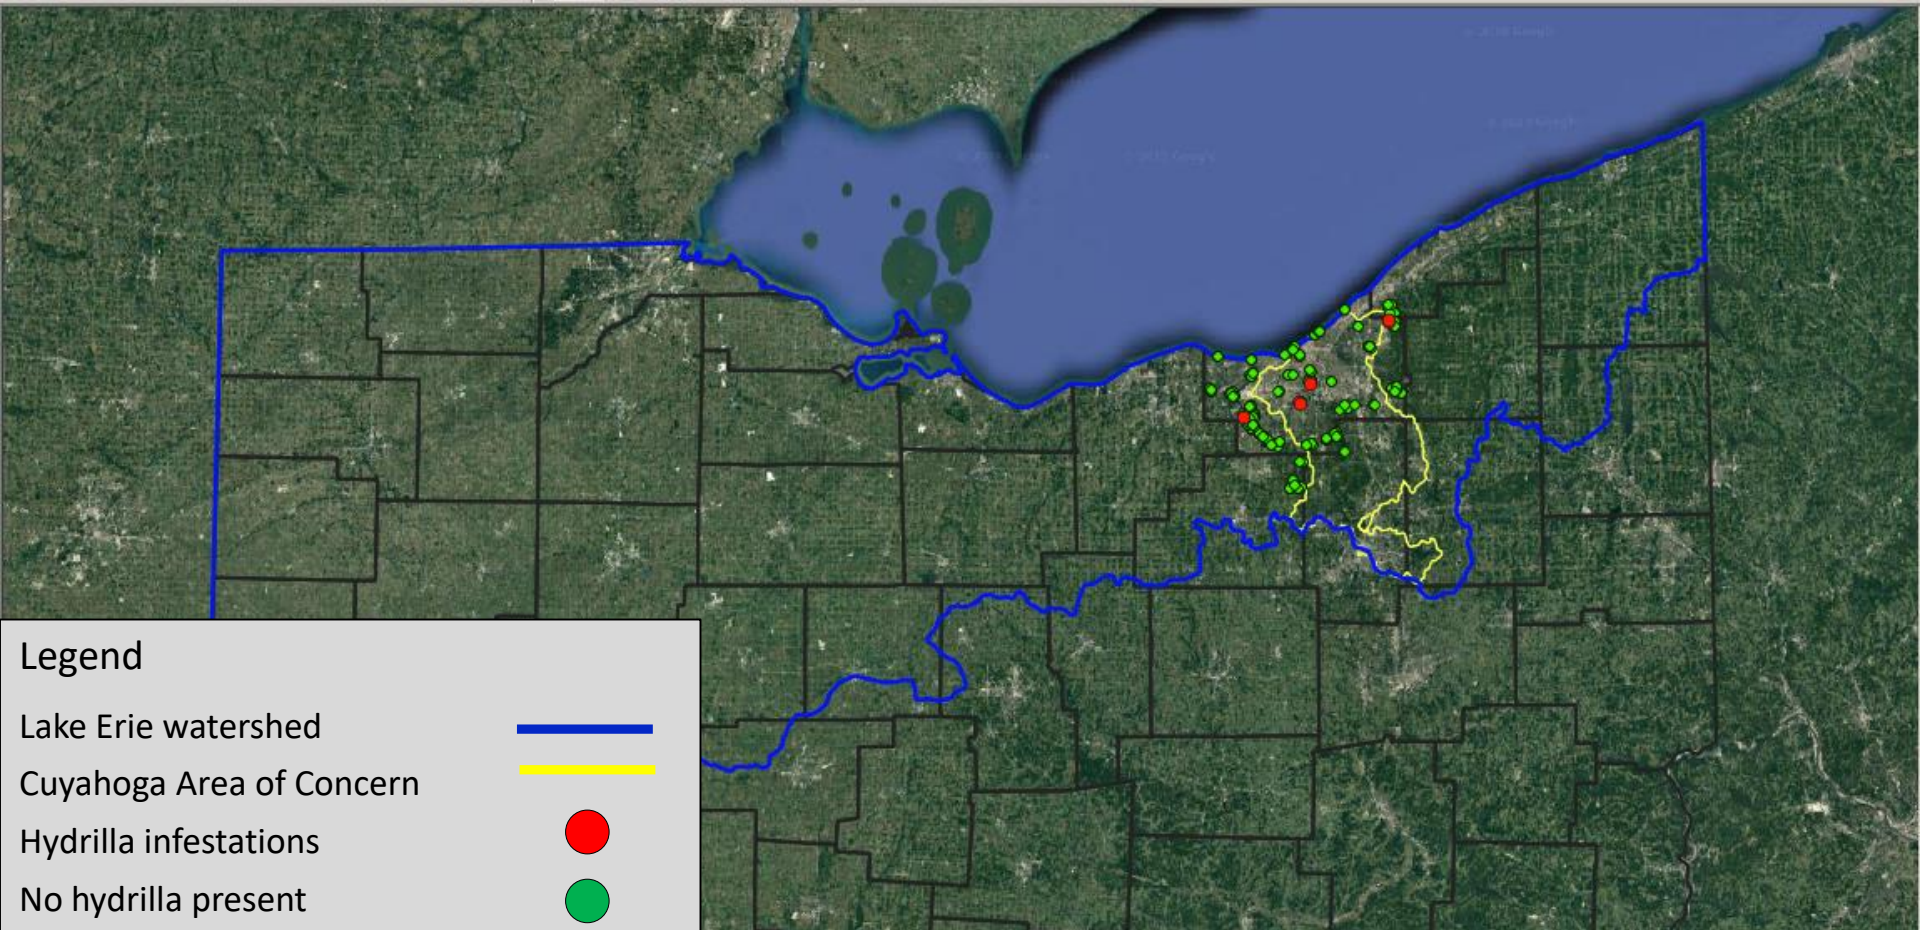 Legend
Lake Erie watershed
Cuyahoga Area of Concern
Hydrilla infestations
No hydrilla present